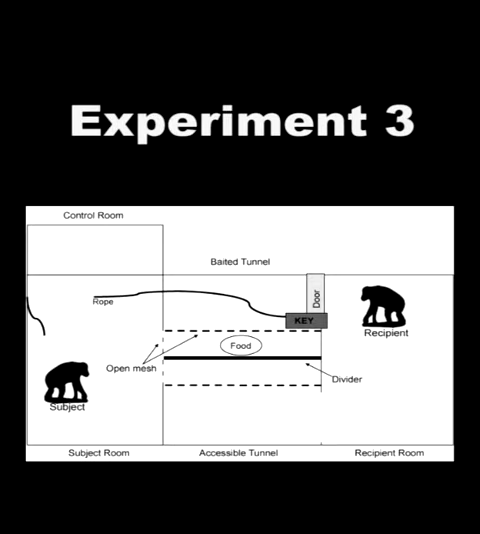 Experiment 3
Control Room
Baited Tunnel
Rope
Door
KEY
Recipient
Food
Open mesh
Divider
Subject
Subject Room
Accessible Tunnel
Recipient Room